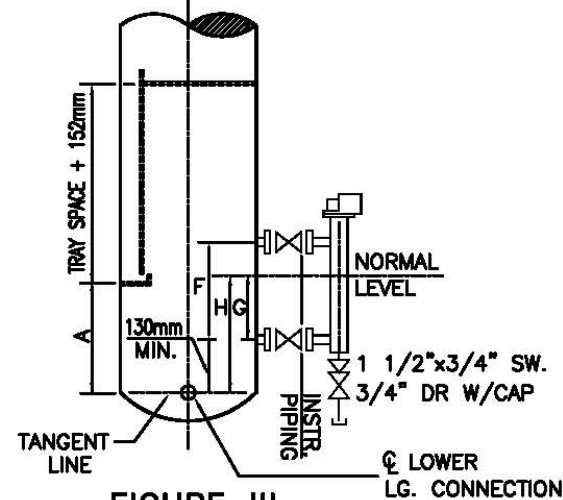 TRAY SPACE + 152mm
A
F
H
G
130mm
MIN.
NORMAL
LEVEL
1 1/2"x3/4" SW.
3/4" DR W/CAP
INSTR.
PIPING
TANGENT
LINE
℄ LOWER
LG. CONNECTION
FIGURE III